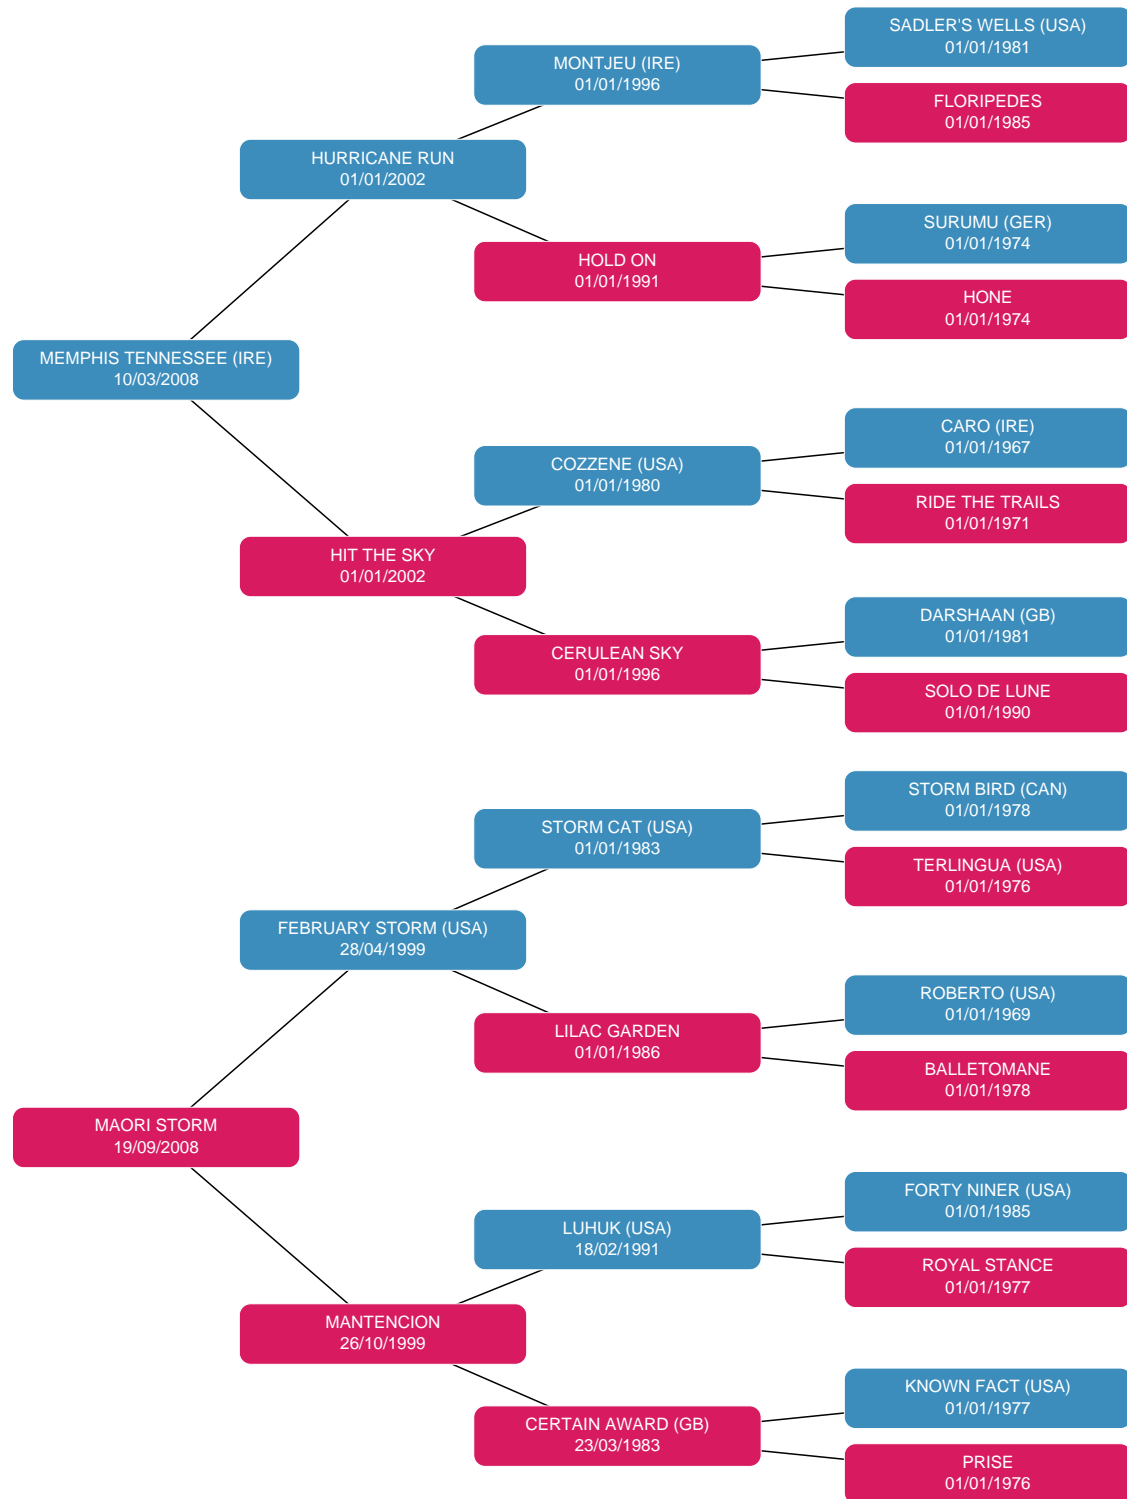 SADLER'S WELLS (USA)
01/01/1981
MONTJEU (IRE)
01/01/1996
FLORIPEDES
01/01/1985
HURRICANE RUN
01/01/2002
SURUMU (GER)
01/01/1974
HOLD ON
01/01/1991
HONE
01/01/1974
MEMPHIS TENNESSEE (IRE)
10/03/2008
CARO (IRE)
01/01/1967
COZZENE (USA)
01/01/1980
RIDE THE TRAILS
01/01/1971
HIT THE SKY
01/01/2002
DARSHAAN (GB)
01/01/1981
CERULEAN SKY
01/01/1996
SOLO DE LUNE
01/01/1990
STORM BIRD (CAN)
01/01/1978
STORM CAT (USA)
01/01/1983
TERLINGUA (USA)
01/01/1976
FEBRUARY STORM (USA)
28/04/1999
ROBERTO (USA)
01/01/1969
LILAC GARDEN
01/01/1986
BALLETOMANE
01/01/1978
MAORI STORM
19/09/2008
FORTY NINER (USA)
01/01/1985
LUHUK (USA)
18/02/1991
ROYAL STANCE
01/01/1977
MANTENCION
26/10/1999
KNOWN FACT (USA)
01/01/1977
CERTAIN AWARD (GB)
23/03/1983
PRISE
01/01/1976